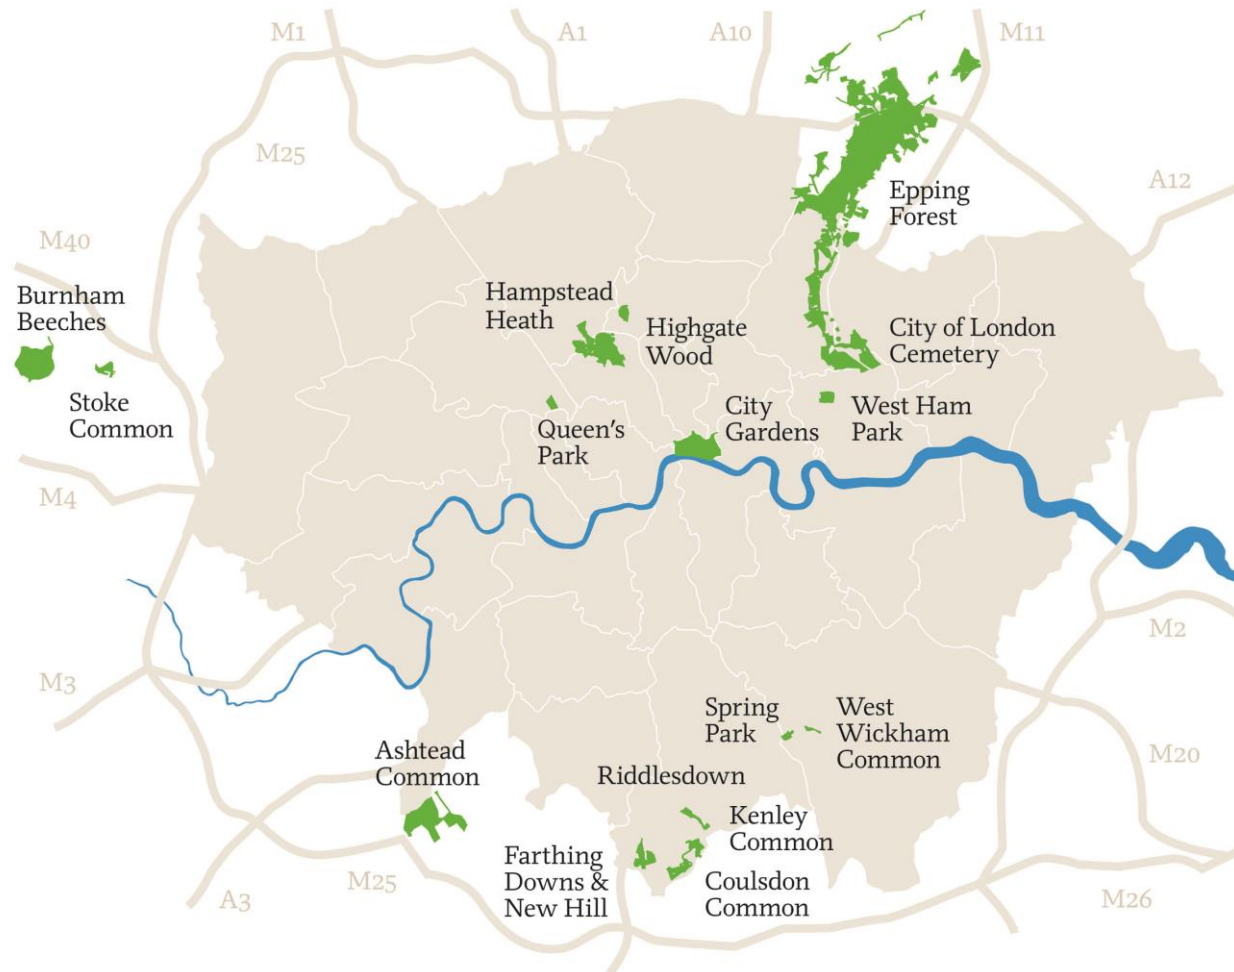 M1
A1
A10
M11
M25
A12
Epping
Forest
M40
Burnham
Beeches
Hampstead
Heath
Highgate
Wood
City of London
Cemetery
Stoke
Common
Queen's
Park
City
Gardens
West Ham
Park
M4
M2
M3
Spring
Park
West
Wickham
Common
Ashtead
Common
M20
Riddlesdown
Kenley
Common
Farthing
Downs &
New Hill
Coulsdon
Common
M25
A3
M26